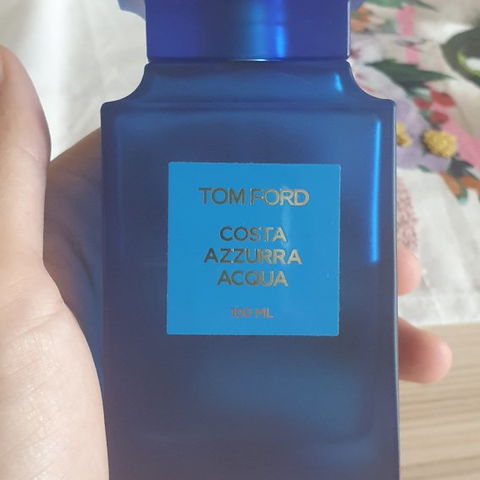 TOM FORD
COSTA
AZZURRA
ACQUA
100 ML